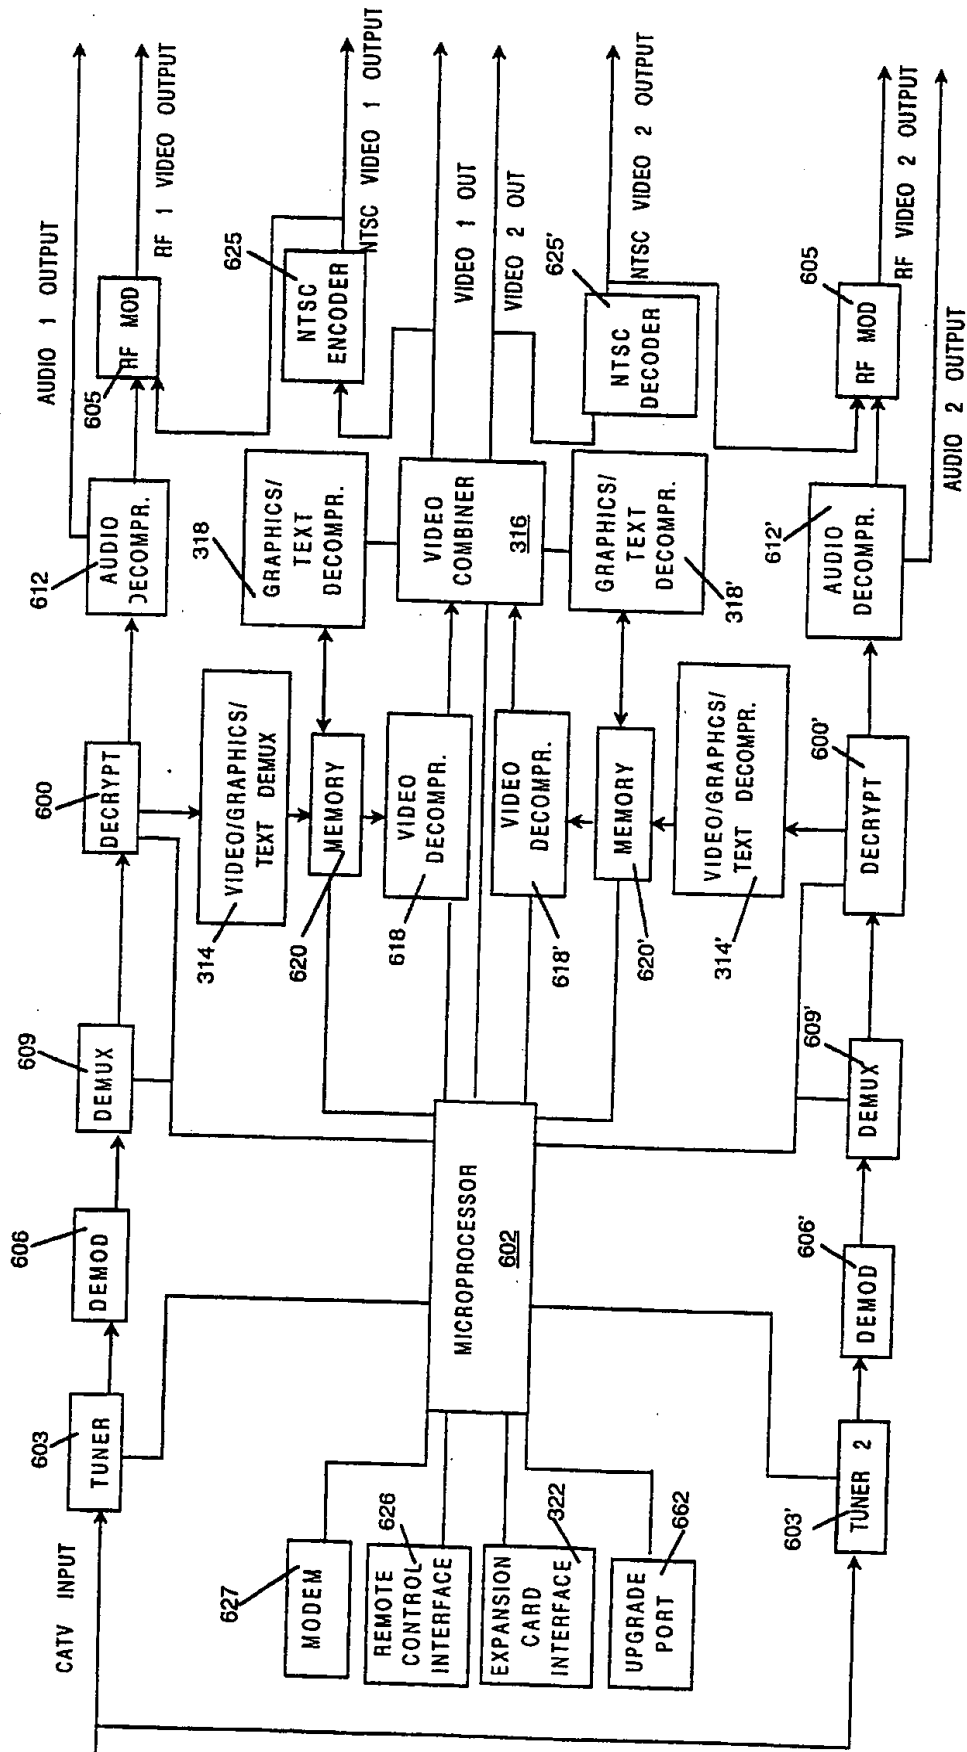 CATV INPUT
603
TUNER
606
DEMOD
609
DEMUX
600
DECRYPT
612
AUDIO
DECOMPR.
605
RF MOD
AUDIO 1 OUTPUT
RF 1 VIDEO OUTPUT
314
VIDEO/GRAPHICS/
TEXT DEMUX
318
GRAPHICS/
TEXT
DECOMPR.
625
NTSC
ENCODER
NTSC VIDEO 1 OUTPUT
620
MEMORY
618
VIDEO
DECOMPR.
VIDEO
COMBINER
316
VIDEO 1 OUT
VIDEO 2 OUT
627
MODEM
626
REMOTE
CONTROL
INTERFACE
322
EXPANSION
CARD
INTERFACE
662
UPGRADE
PORT
MICROPROCESSOR
602
618'
VIDEO
DECOMPR.
620'
MEMORY
318'
GRAPHICS/
TEXT
DECOMPR.
625'
NTSC
DECODER
NTSC VIDEO 2 OUTPUT
314'
VIDEO/GRAPHCS/
TEXT DECOMPR.
603'
TUNER 2
606'
DEMOD
609'
DEMUX
600'
DECRYPT
612'
AUDIO
DECOMPR.
605
RF MOD
RF VIDEO 2 OUTPUT
AUDIO 2 OUTPUT